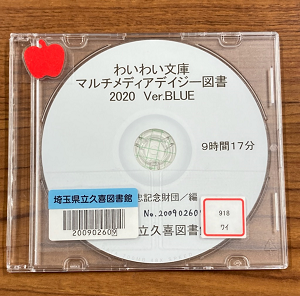 わいわい文庫
マルチメディアデイジー図書
2020 Ver.BLUE
9時間17分
忠記念財団／編
No.20090260
埼玉県立久喜図書館
立久喜図書館
918
ワイ